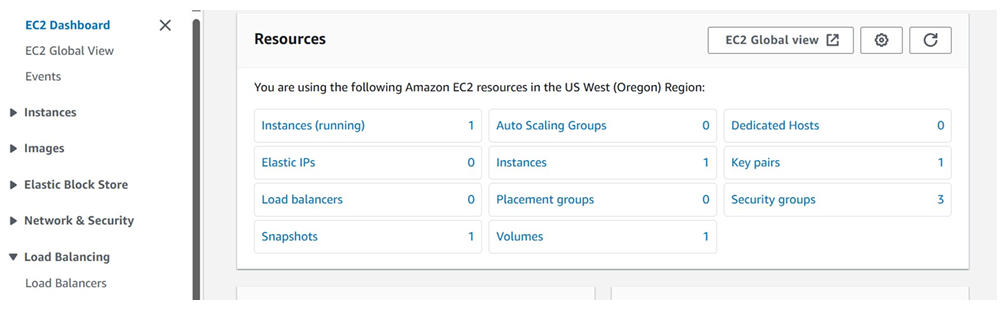 EC2 Dashboard
EC2 Global View
Events
Instances
Images
Elastic Block Store
Network & Security
Load Balancing
Load Balancers
Resources
EC2 Global view
You are using the following Amazon EC2 resources in the US West (Oregon) Region:
Instances (running) 1 Auto Scaling Groups 0 Dedicated Hosts 0
Elastic IPs 0 Instances 1 Key pairs 1
Load balancers 0 Placement groups 0 Security groups 3
Snapshots 1 Volumes 1